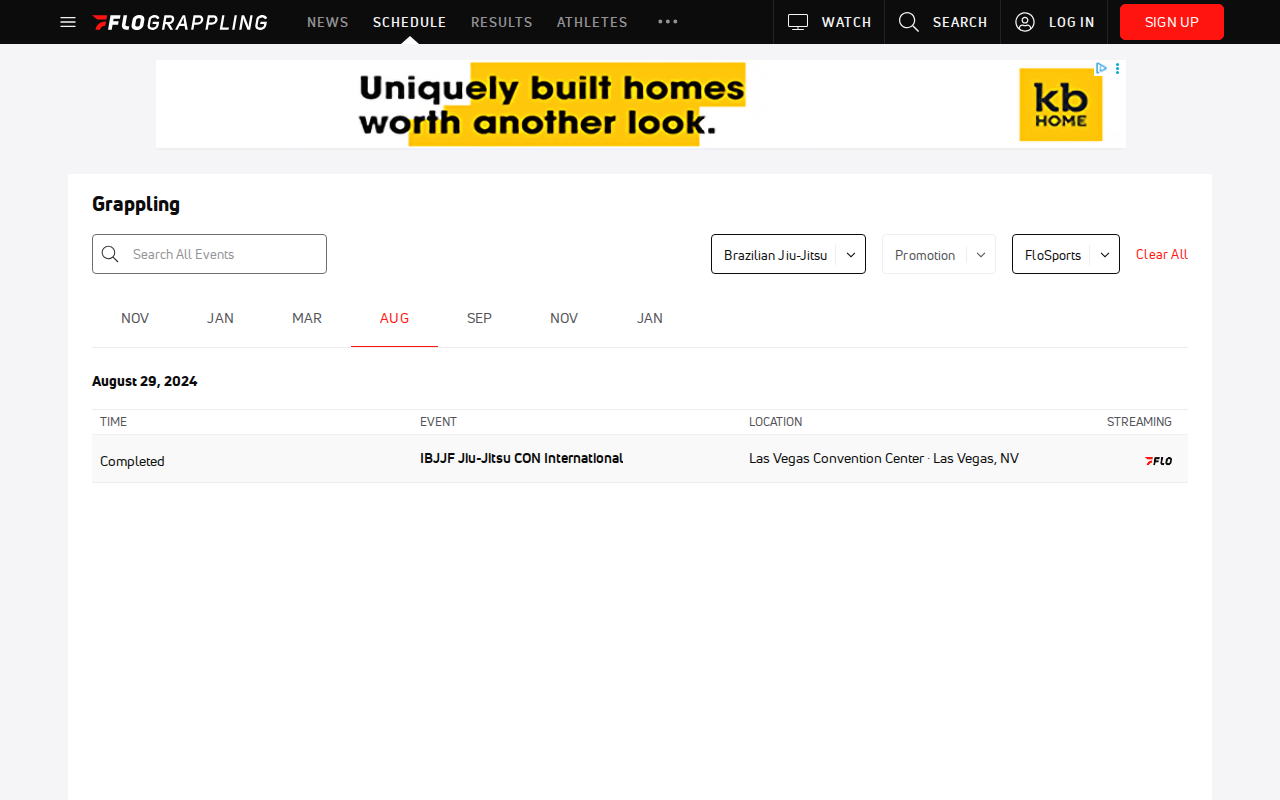 FLOGRAPPLING
NEWS
SCHEDULE
RESULTS
ATHLETES
WATCH
SEARCH
LOG IN
SIGN UP
Uniquely built homes
worth another look.
kb
HOME
Grappling
Search All Events
Brazilian Jiu-Jitsu
Promotion
FloSports
Clear All
NOV
JAN
MAR
AUG
SEP
NOV
JAN
August 29, 2024
TIME
EVENT
LOCATION
STREAMING
Completed
IBJJF Jiu-Jitsu CON International
Las Vegas Convention Center · Las Vegas, NV
FLO